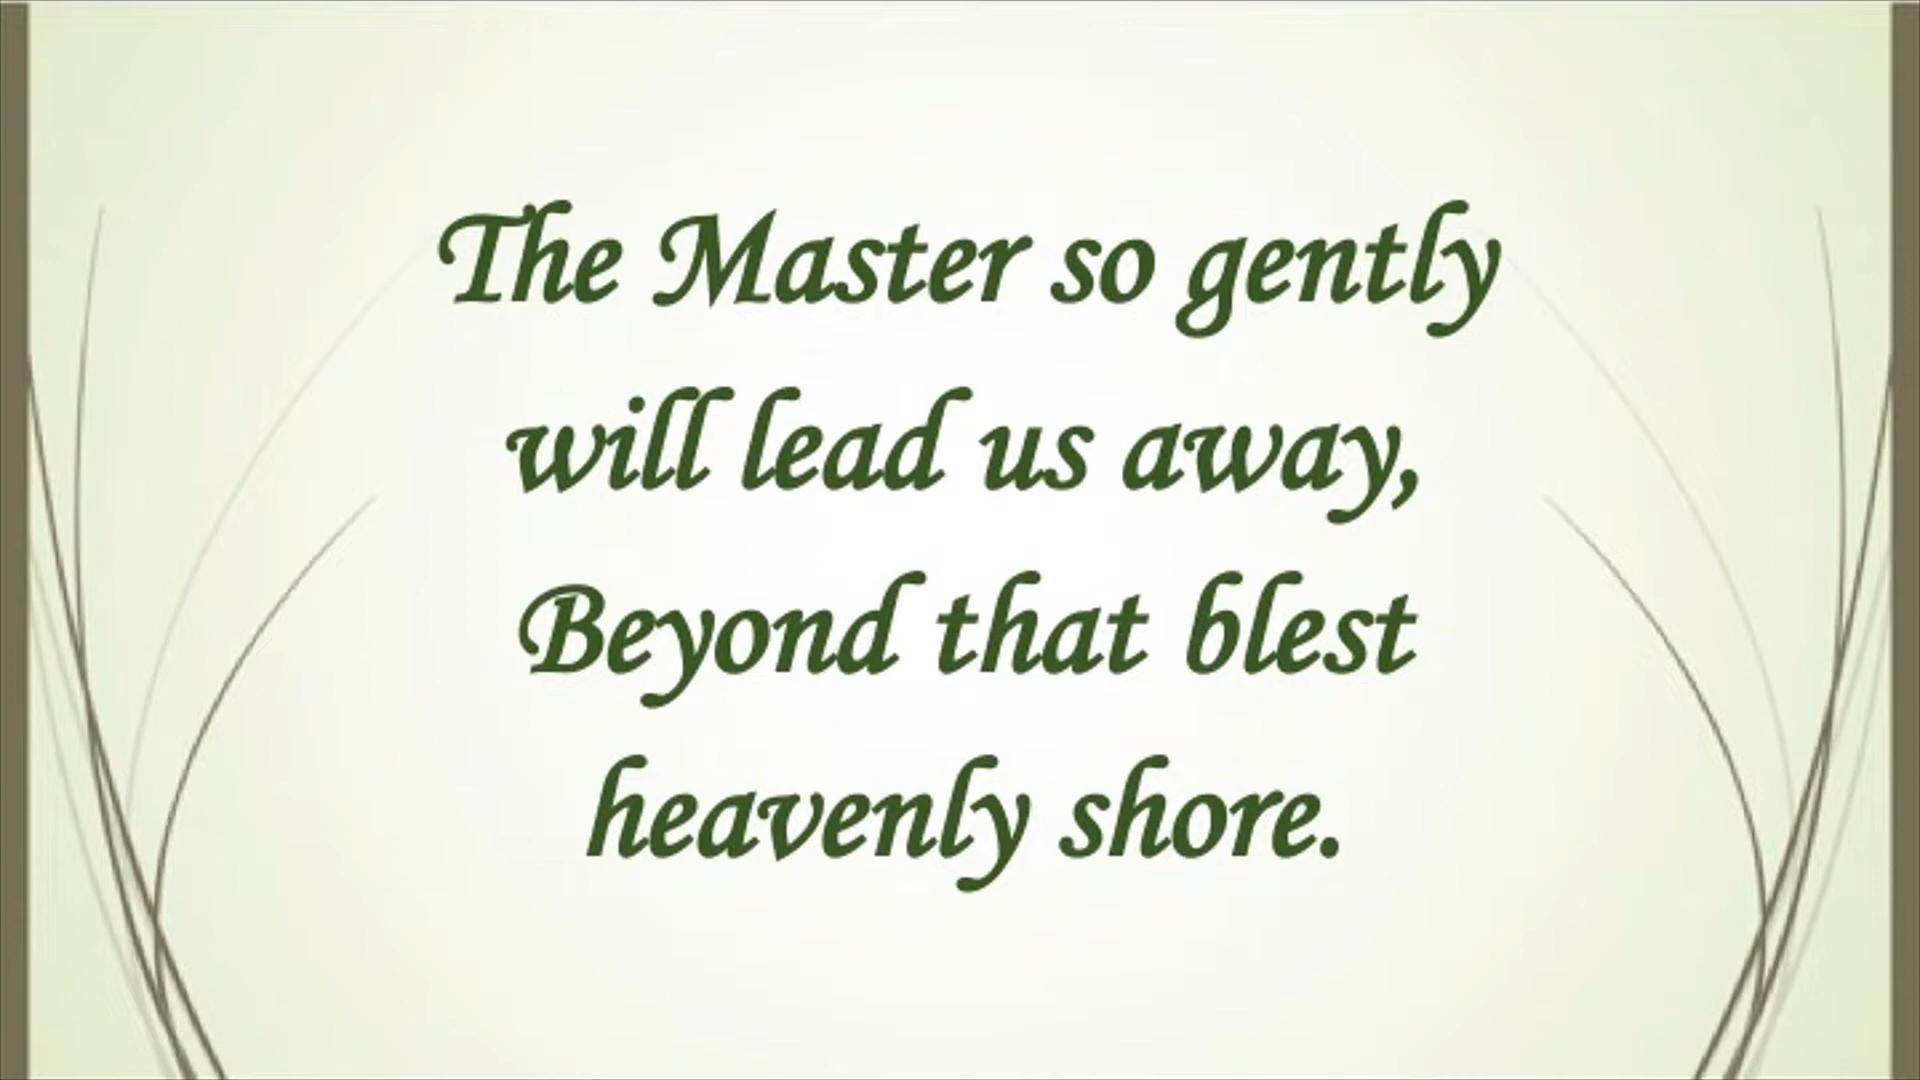 The Master so gently
will lead us away,
Beyond that blest
heavenly shore.